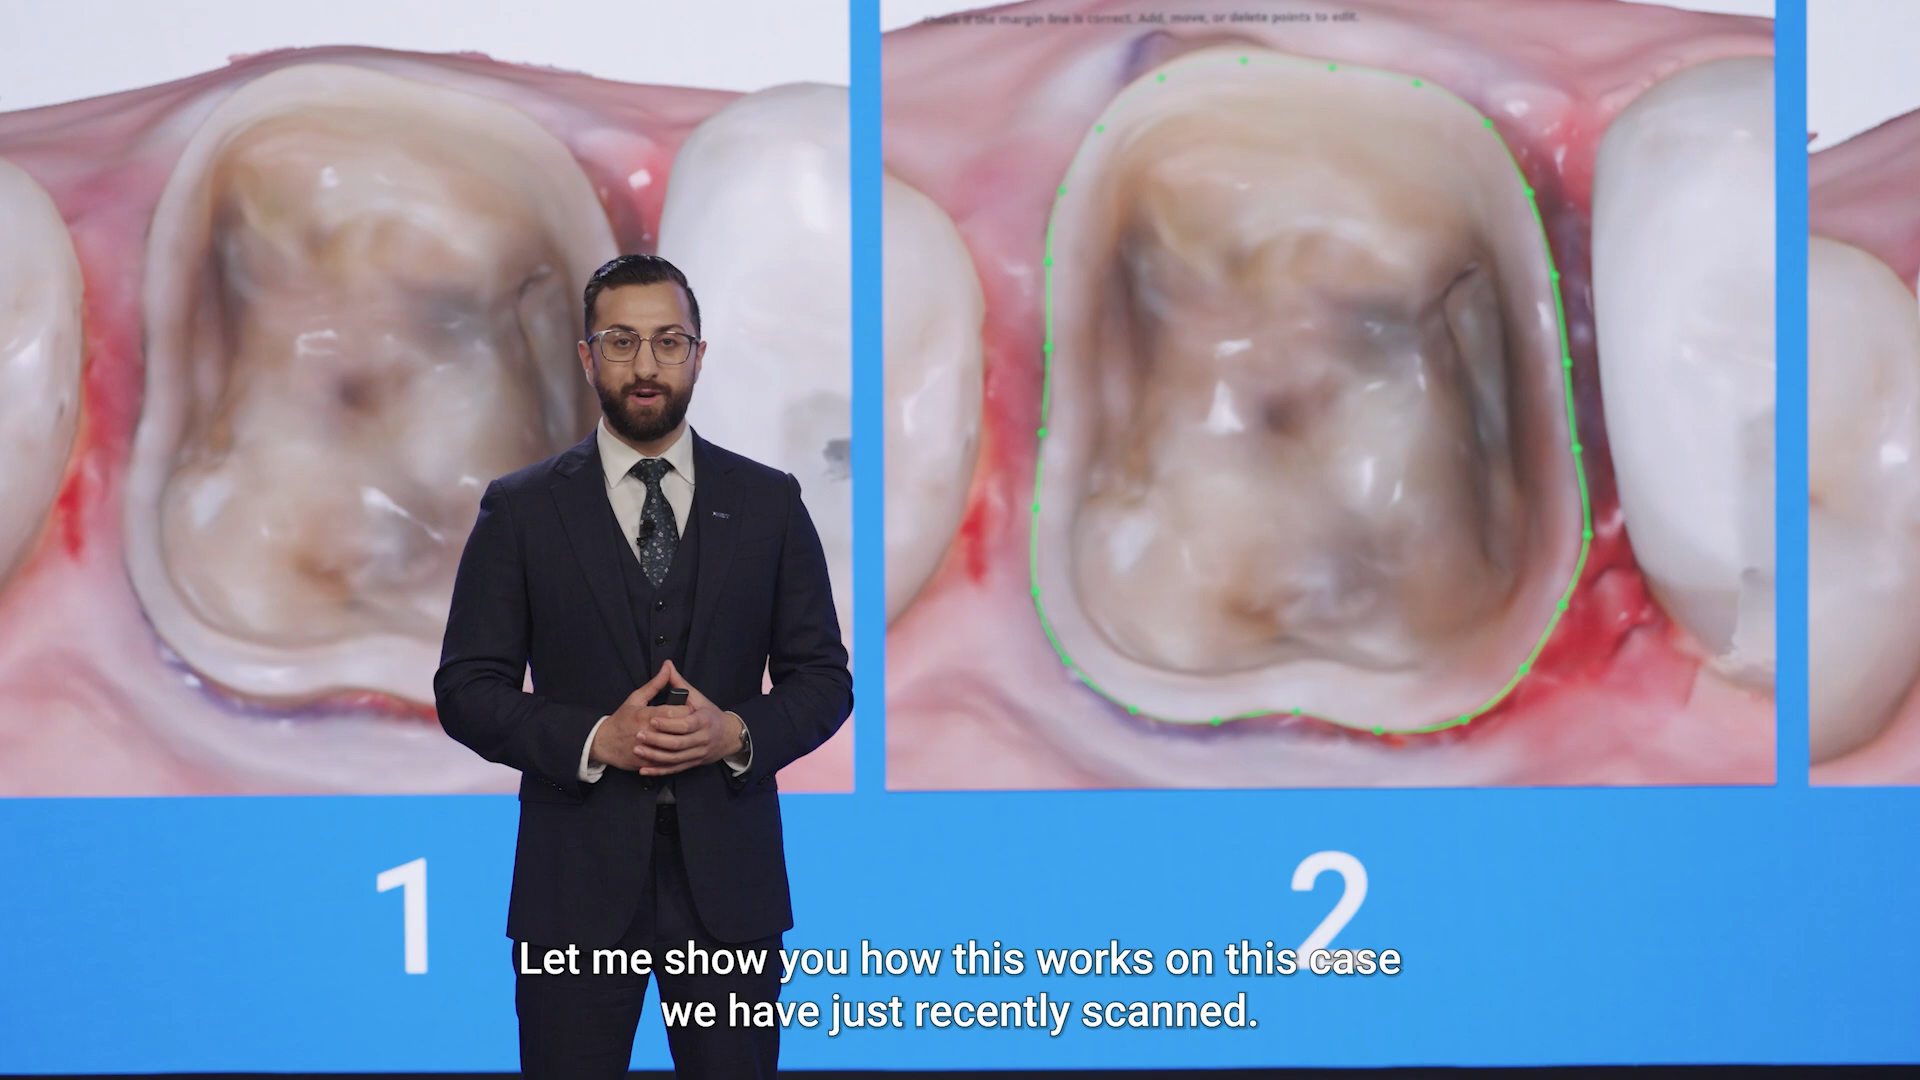 Check if the margin line is correct. Add, move, or delete points to edit.
1
2
Let me show you how this works on this case
we have just recently scanned.